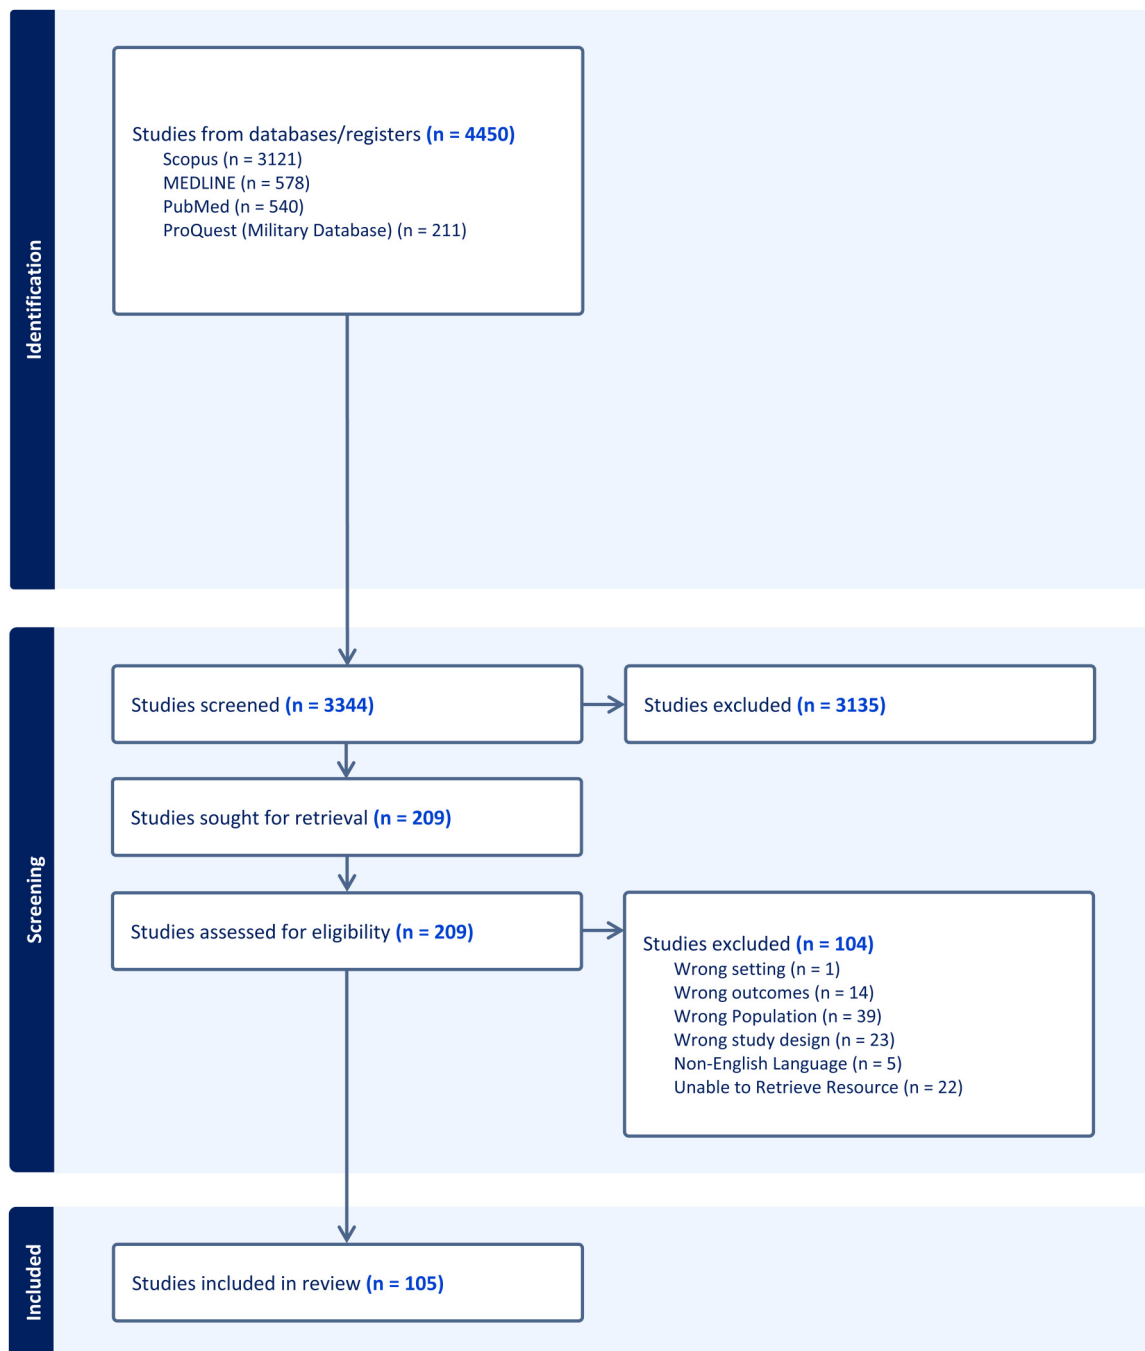 Identification
Studies from databases/registers (n = 4450)
Scopus (n = 3121)
MEDLINE (n = 578)
PubMed (n = 540)
ProQuest (Military Database) (n = 211)
Screening
Studies screened (n = 3344)
Studies excluded (n = 3135)
Studies sought for retrieval (n = 209)
Studies assessed for eligibility (n = 209)
Studies excluded (n = 104)
Wrong setting (n = 1)
Wrong outcomes (n = 14)
Wrong Population (n = 39)
Wrong study design (n = 23)
Non-English Language (n = 5)
Unable to Retrieve Resource (n = 22)
Included
Studies included in review (n = 105)